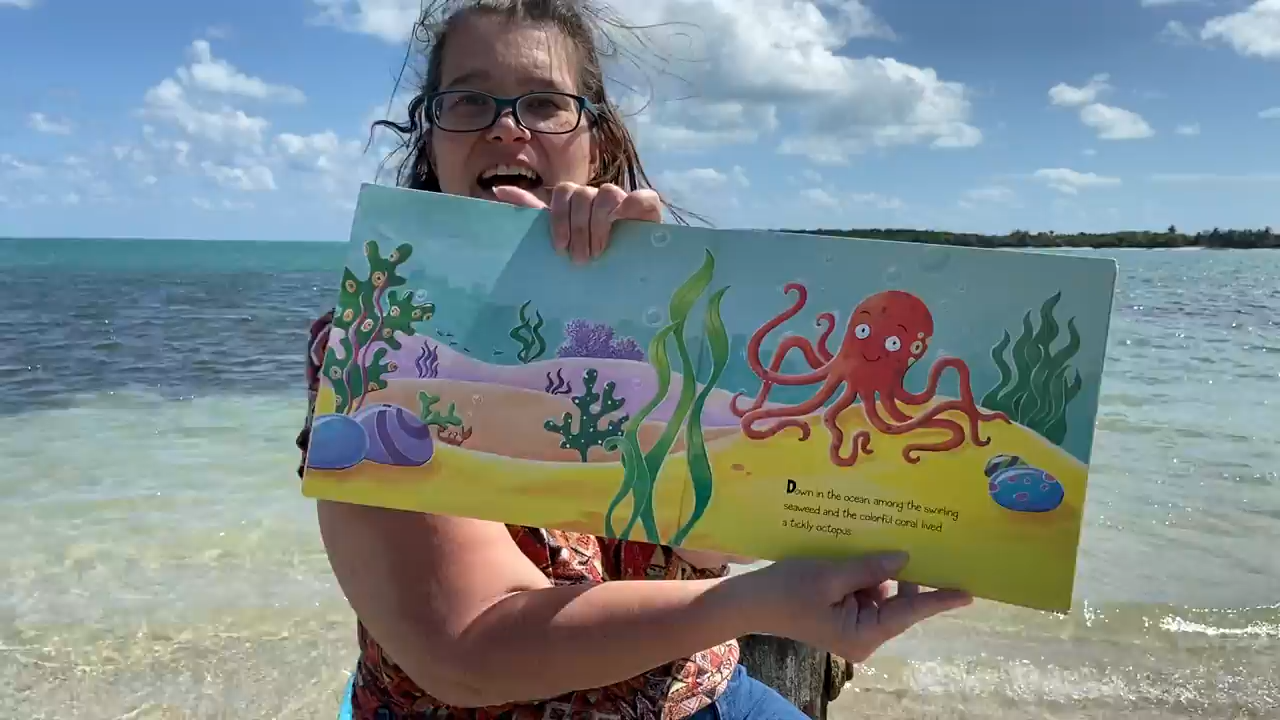 Down in the ocean among the swirling
seaweed and the colorful coral lived
a tickly octopus